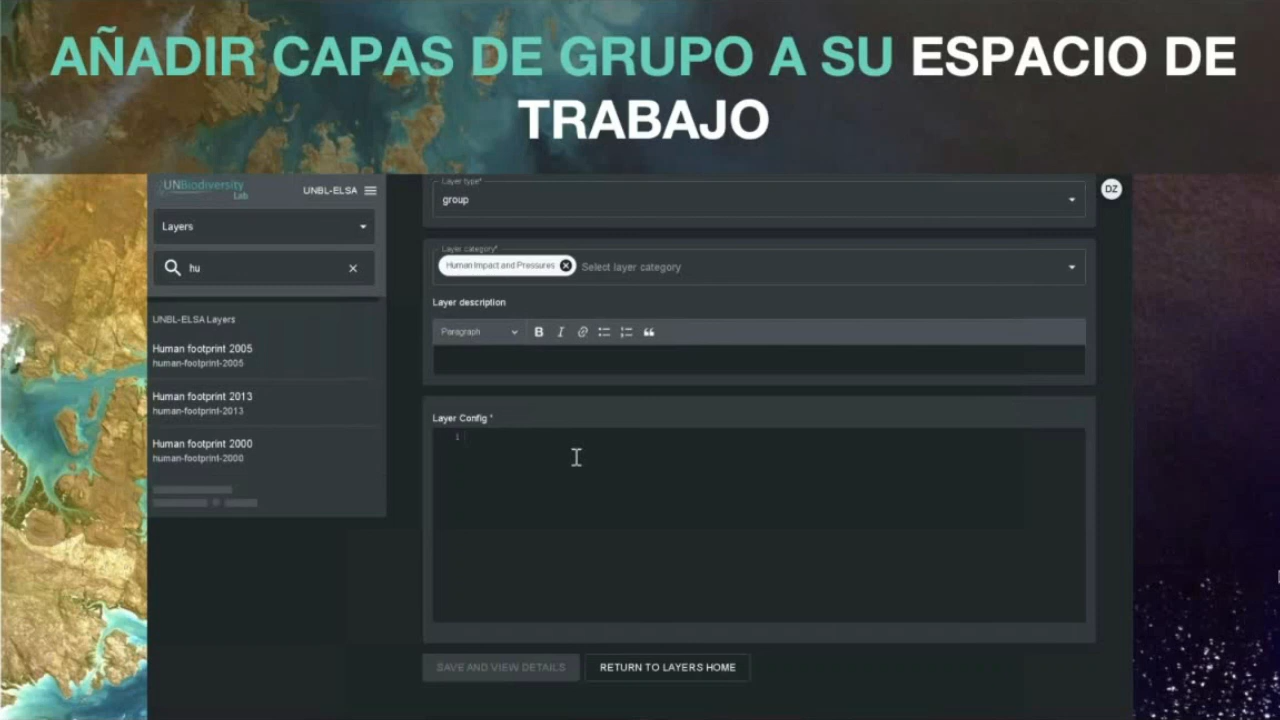 AÑADIR CAPAS DE GRUPO A SU ESPACIO DE
TRABAJO
UNBiodiversity
Lab
UNBL-ELSA
Layers
hu
UNBL-ELSA Layers
Human footprint 2005
human-footprint-2005
Human footprint 2013
human-footprint-2013
Human footprint 2000
human-footprint-2000
Layer type*
group
DZ
Layer category*
Human Impact and Pressures
Select layer category
Layer description
Paragraph
B I
Layer Config *
1
SAVE AND VIEW DETAILS
RETURN TO LAYERS HOME